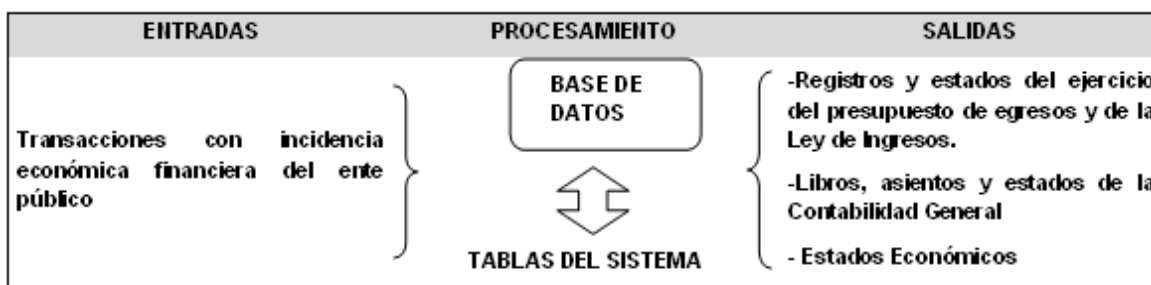 ENTRADAS
PROCESAMIENTO
SALIDAS
Transacciones con incidencia
económica financiera del ente
público
BASE DE
DATOS
TABLAS DEL SISTEMA
-Registros y estados del ejercicio
del presupuesto de egresos y de la
Ley de Ingresos.
-Libros, asientos y estados de la
Contabilidad General
- Estados Económicos